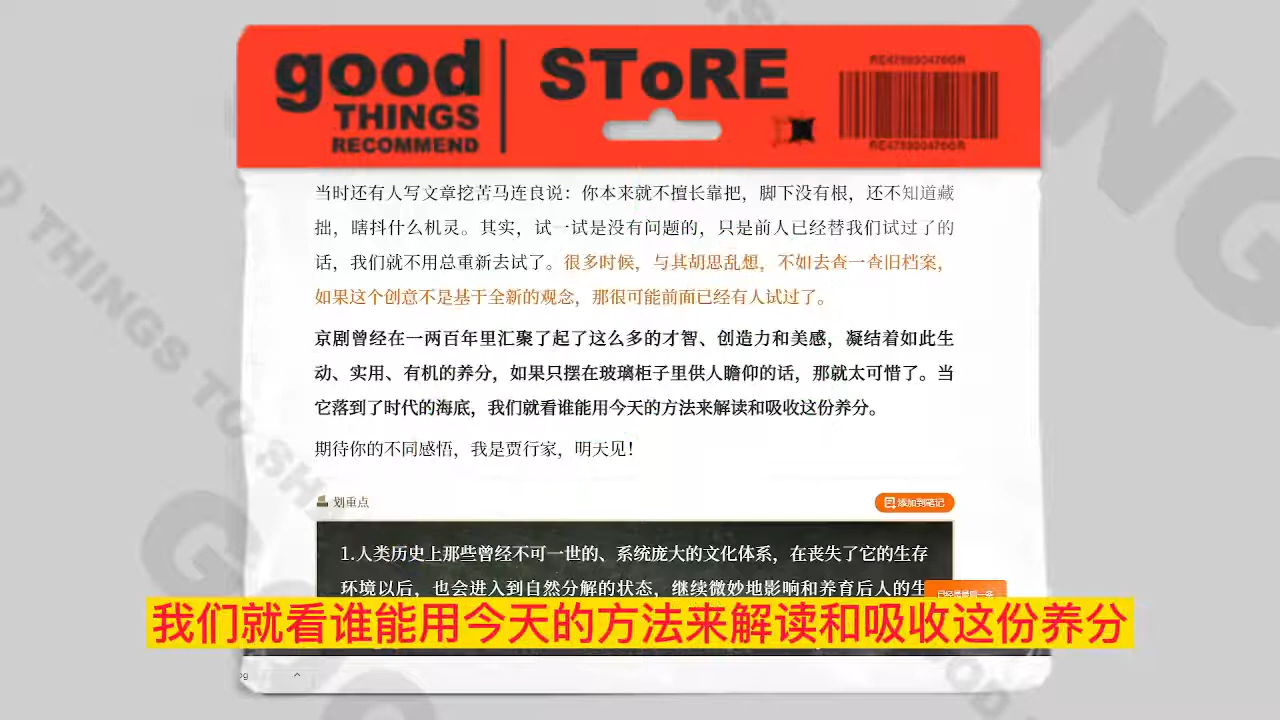 good
THINGS
RECOMMEND
SToRE
RE4789004760R
RE4789004760R
当时还有人写文章挖苦马连良说：你本来就不擅长靠把，脚下没有根，还不知道藏
拙，瞎抖什么机灵。其实，试一试是没有问题的，只是前人已经替我们试过了的
话，我们就不用总重新去试了。很多时候，与其胡思乱想，不如去查一查旧档案，
如果这个创意不是基于全新的观念，那很可能前面已经有人试过了。
京剧曾经在一两百年里汇聚了起了这么多的才智、创造力和美感，凝结着如此生
动、实用、有机的养分，如果只摆在玻璃柜子里供人瞻仰的话，那就太可惜了。当
它落到了时代的海底，我们就看谁能用今天的方法来解读和吸收这份养分。
期待你的不同感悟，我是贾行家，明天见！
划重点
添加到笔记
1.人类历史上那些曾经不可一世的、系统庞大的文化体系，在丧失了它的生存
环境以后，也会进入到自然分解的状态，继续微妙地影响和养育后人的生
已经是最后一条
我们就看谁能用今天的方法来解读和吸收这份养分